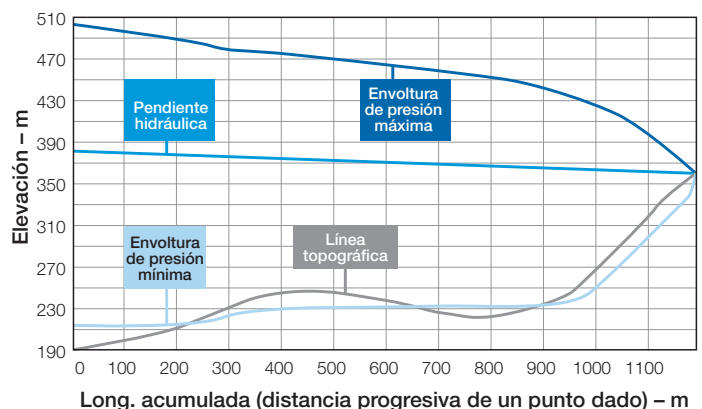 510
470
430
390
350
310
270
230
190
Elevación – m
Pendiente
hidráulica
Envoltura
de presión
máxima
Envoltura
de presión
mínima
Línea
topográfica
0 100 200 300 400 500 600 700 800 900 1000 1100
Long. acumulada (distancia progresiva de un punto dado) – m